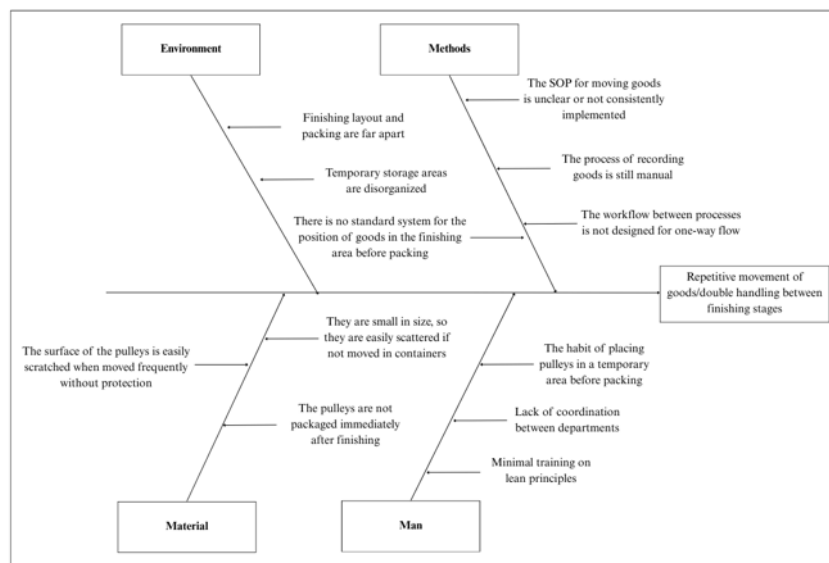 Environment
Methods
The SOP for moving goods
is unclear or not consistently
implemented
Finishing layout and
packing are far apart
The process of recording
goods is still manual
Temporary storage areas
are disorganized
There is no standard system for the
position of goods in the finishing
area before packing
The workflow between processes
is not designed for one-way flow
Repetitive movement of
goods/double handling between
finishing stages
They are small in size, so
they are easily scattered if
not moved in containers
The surface of the pulleys is easily
scratched when moved frequently
without protection
The habit of placing
pulleys in a temporary
area before packing
The pulleys are not
packaged immediately
after finishing
Lack of coordination
between departments
Minimal training on
lean principles
Material
Man